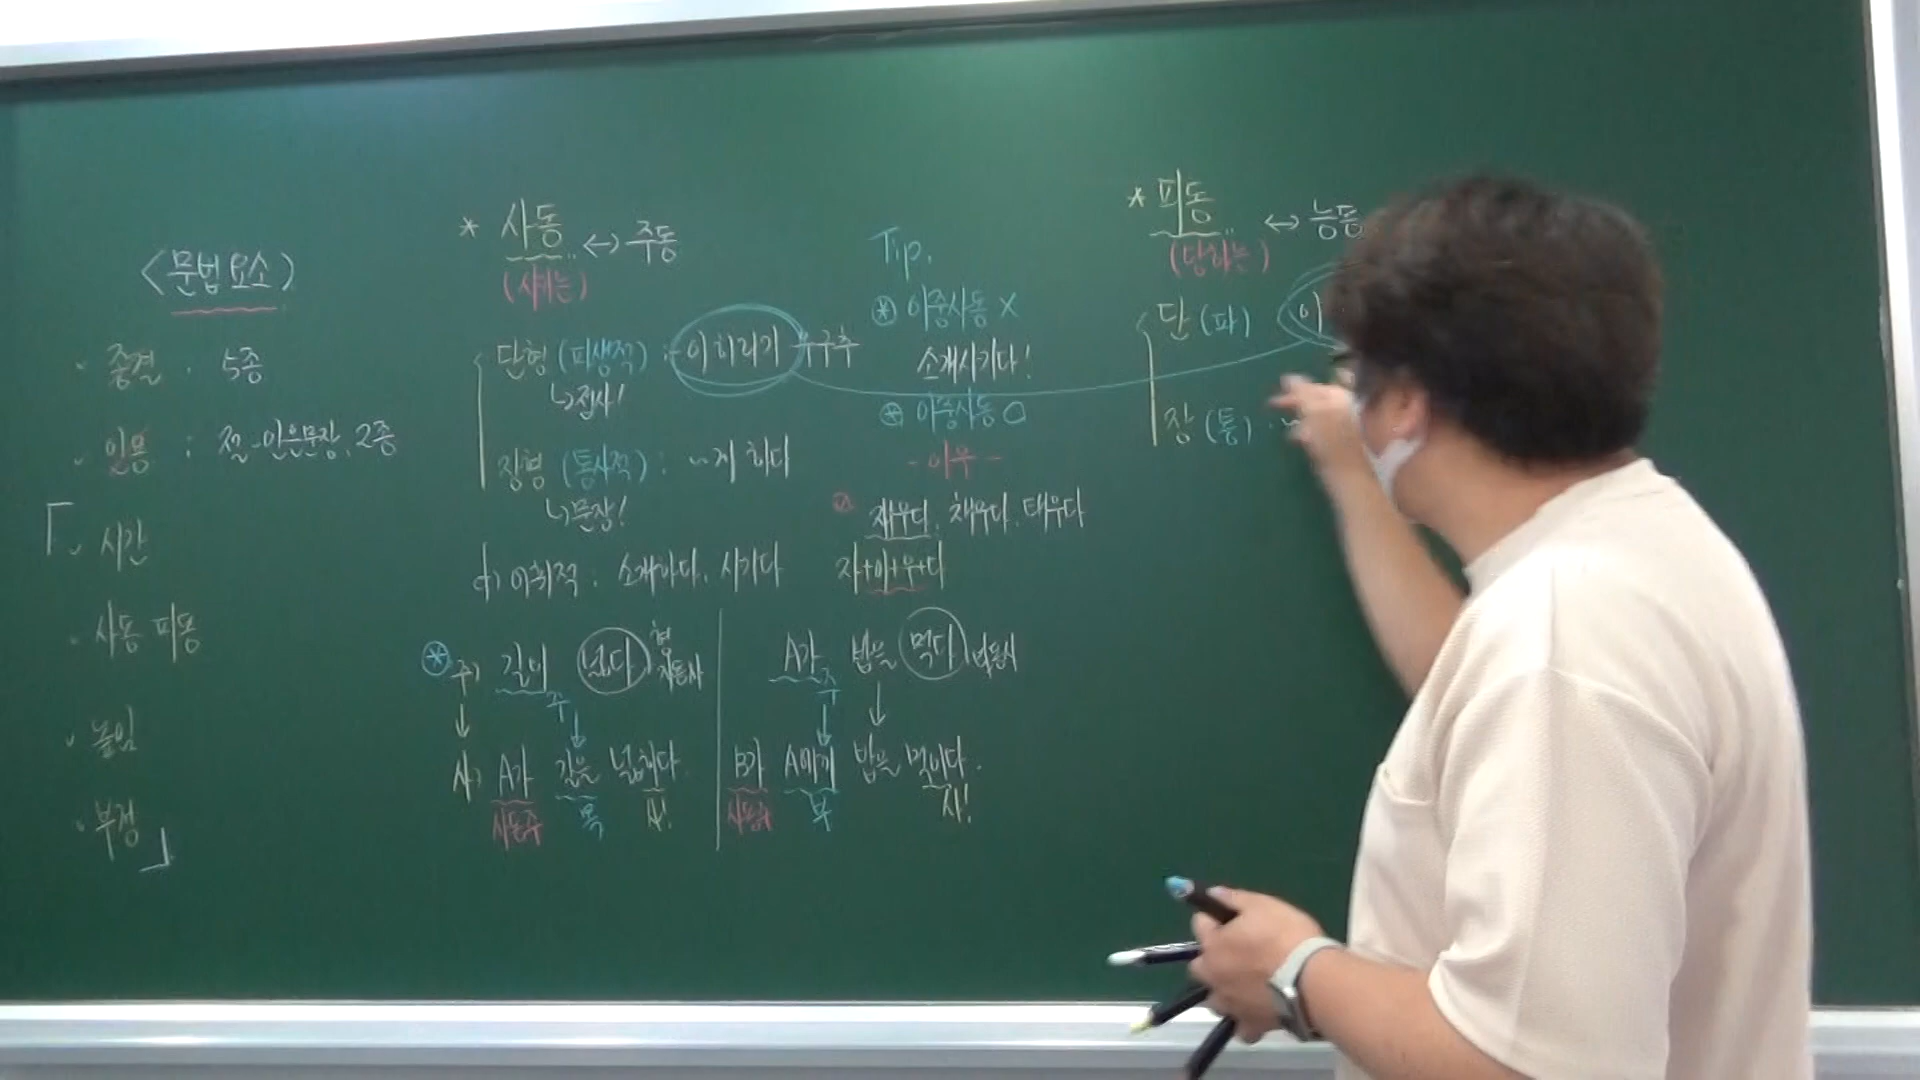 <문법요소>
· 종결 : 5종
· 인용 : 절-안은문장, 2종
시간
· 사동 피동
높임
· 부정
* 사동 ↔ 주동
(시키는)
단형 (파생적) : -이히리기 우구추
↳접사!
장형 (통사적) : ~게 하다
↳문장!
cf) 어휘적 : 소개하다, 시키다
주) 길이 넓다 형 자동사
주
사) A가 길을 넓히다
사동주 목 사!
A가 밥을 먹다 타동사
주
B가 A에게 밥을 먹이다.
사동주 부 사!
Tip.
* 이중사동 X
소개시키다!
* 이중사동 O
-이우-
재우다, 채우다, 태우다
자+이+우+다
* 피동 ↔ 능동
(당하는)
단 (파) 이
장 (통) :